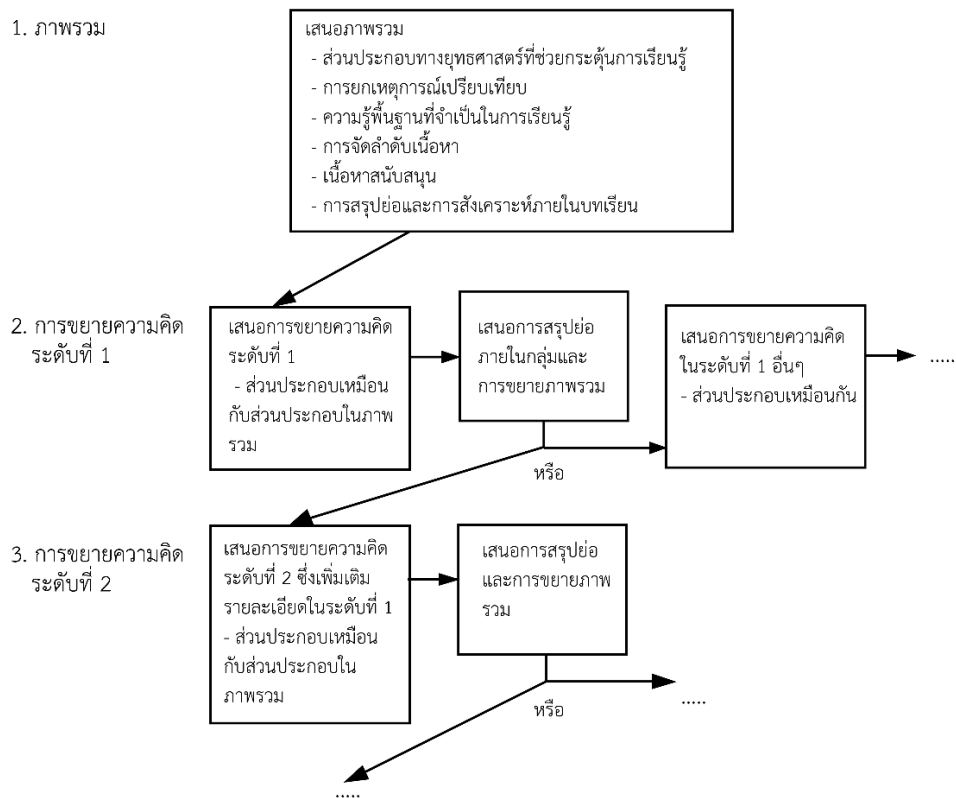 1. ภาพรวม
เสนอภาพรวม
- ส่วนประกอบทางยุทธศาสตร์ที่ช่วยกระตุ้นการเรียนรู้
- การยกเหตุการณ์เปรียบเทียบ
- ความรู้พื้นฐานที่จำเป็นในการเรียนรู้
- การจัดลำดับเนื้อหา
- เนื้อหาสนับสนุน
- การสรุปย่อและการสังเคราะห์ภายในบทเรียน
2. การขยายความคิด
ระดับที่ 1
เสนอการขยายความคิด
ระดับที่ 1
- ส่วนประกอบเหมือน
กับส่วนประกอบในภาพ
รวม
เสนอการสรุปย่อ
ภายในกลุ่มและ
การขยายภาพรวม
เสนอการขยายความคิด
ในระดับที่ 1 อื่นๆ
- ส่วนประกอบเหมือนกัน
.....
หรือ
3. การขยายความคิด
ระดับที่ 2
เสนอการขยายความคิด
ระดับที่ 2 ซึ่งเพิ่มเติม
รายละเอียดในระดับที่ 1
- ส่วนประกอบเหมือน
กับส่วนประกอบใน
ภาพรวม
เสนอการสรุปย่อ
และการขยายภาพ
รวม
หรือ
.....
.....